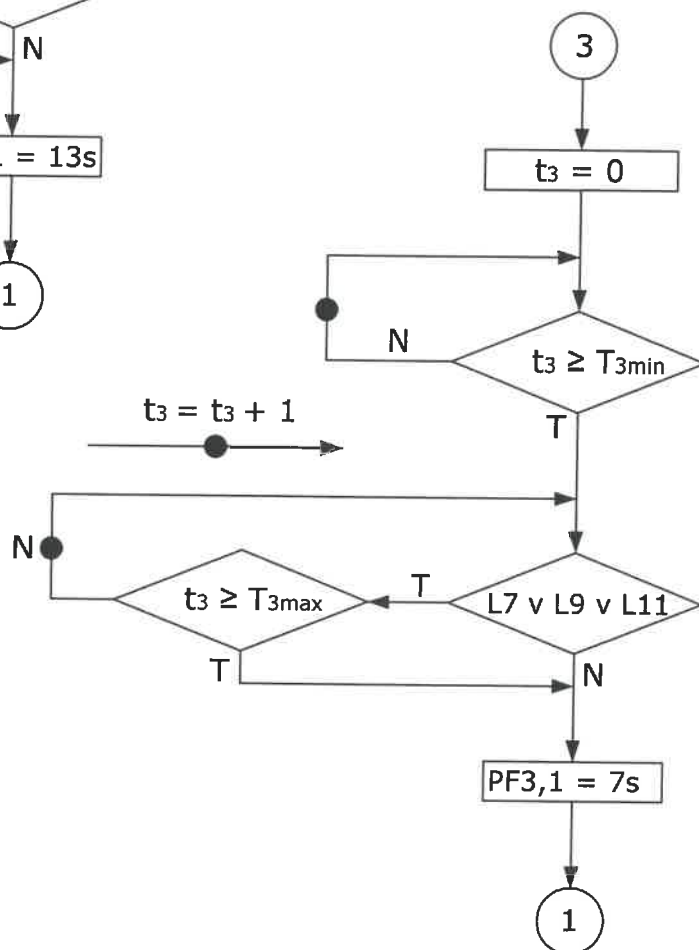 N
= 13s
1
3
t3 = 0
N
t3 ≥ T3min
T
t3 = t3 + 1
N
t3 ≥ T3max
T
L7 v L9 v L11
T
N
PF3,1 = 7s
1